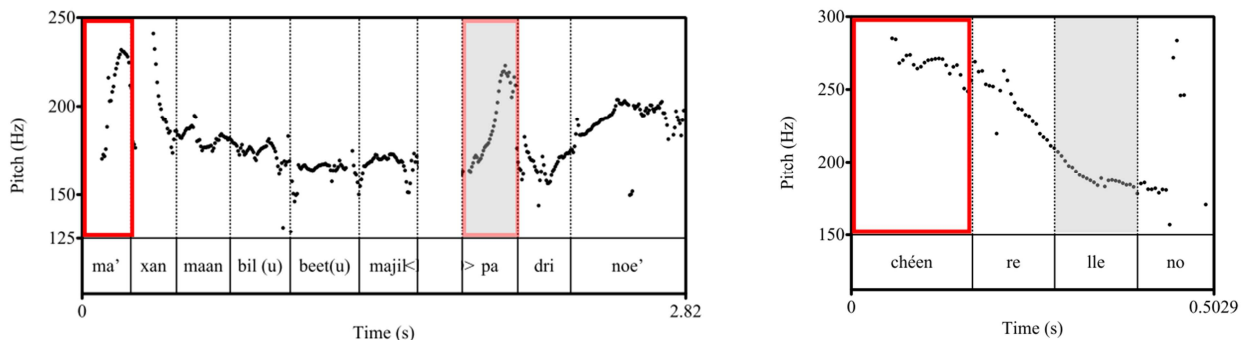 250
200
150
125
Pitch (Hz)
ma’ xan maan bil (u) beet(u) majil<) )> pa dri noe’
0 2.82
Time (s)
300
250
200
150
Pitch (Hz)
chéen re lle no
0 0.5029
Time (s)